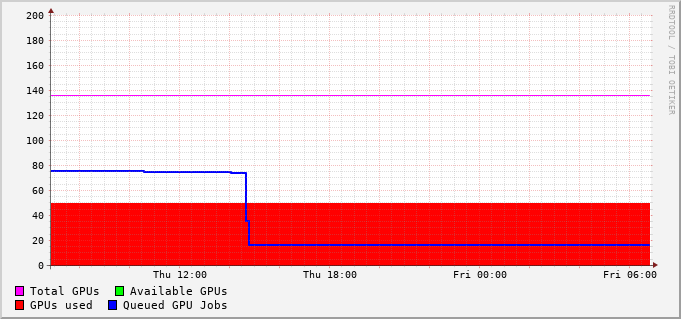 200
180
160
140
120
100
80
60
40
20
0
Thu 12:00 Thu 18:00 Fri 00:00 Fri 06:00
Total GPUs Available GPUs
GPUs used Queued GPU Jobs
RRDTOOL / TOBI OETIKER